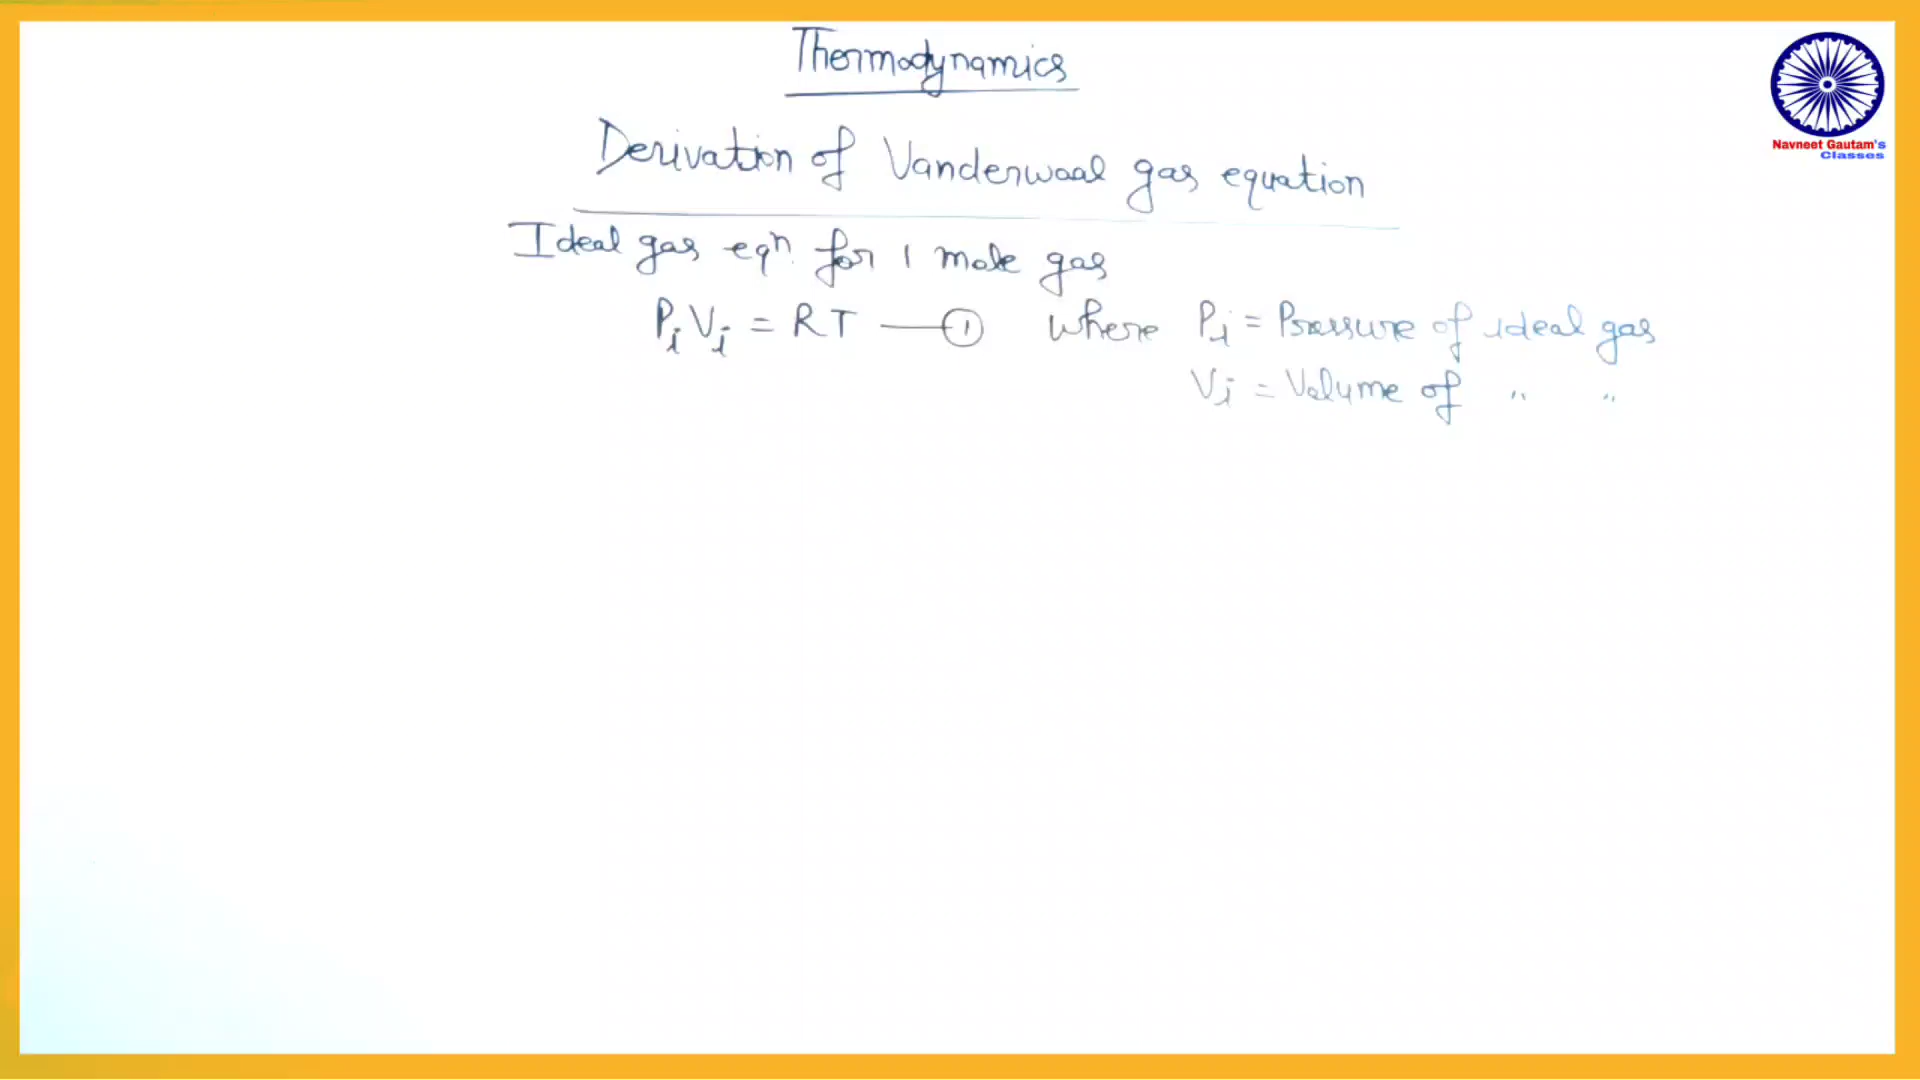 Thermodynamics
Navneet Gautam's
Classes
Derivation of Vanderwaal gas equation
Ideal gas eqn. for 1 mole gas
PiVi = RT —① where Pi = Pressure of ideal gas
Vi = Volume of " "